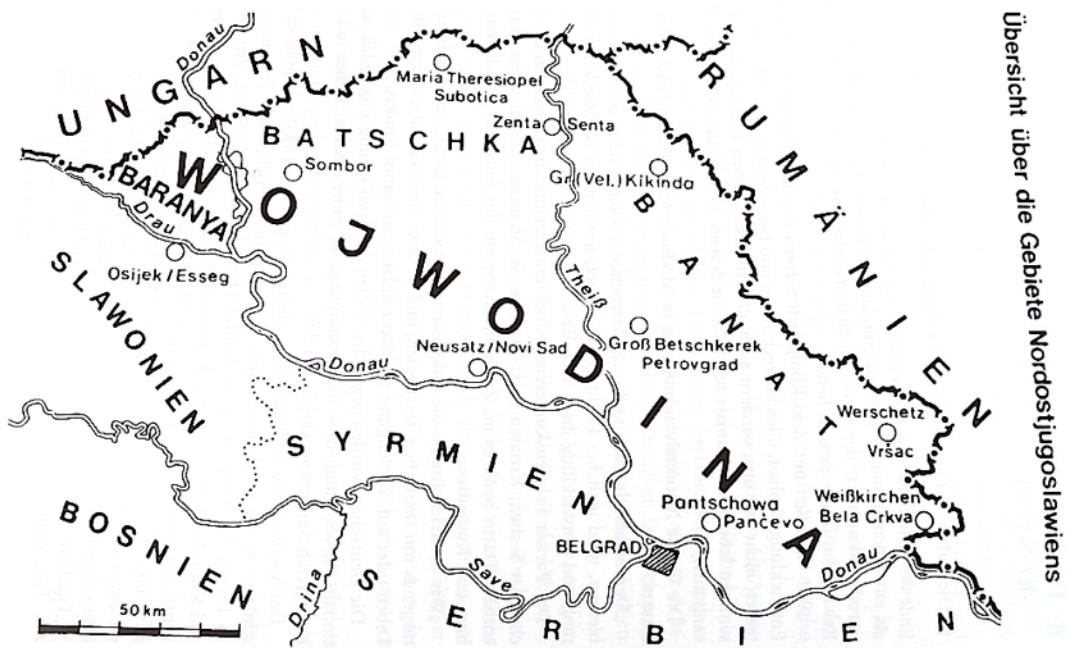 Übersicht über die Gebiete Nordostjugoslawiens
UNGARN
RUMÄNIEN
Donau
Maria Theresiopel
Subotica
BATSCHKA
Zenta
Senta
Sombor
Gr.(Vel.) Kikinda
BARANYA
WOJWODINA
BANAT
Drau
Osijek/Esseg
SLAWONIEN
Theiß
Groß Betschkerek
Petrovgrad
Donau
Neusatz/Novi Sad
Werschetz
Vršac
SYRMIEN
Weißkirchen
Bela Crkva
Pantschowa
Pančevo
BELGRAD
Donau
BOSNIEN
Save
Drina
SERBIEN
50 km